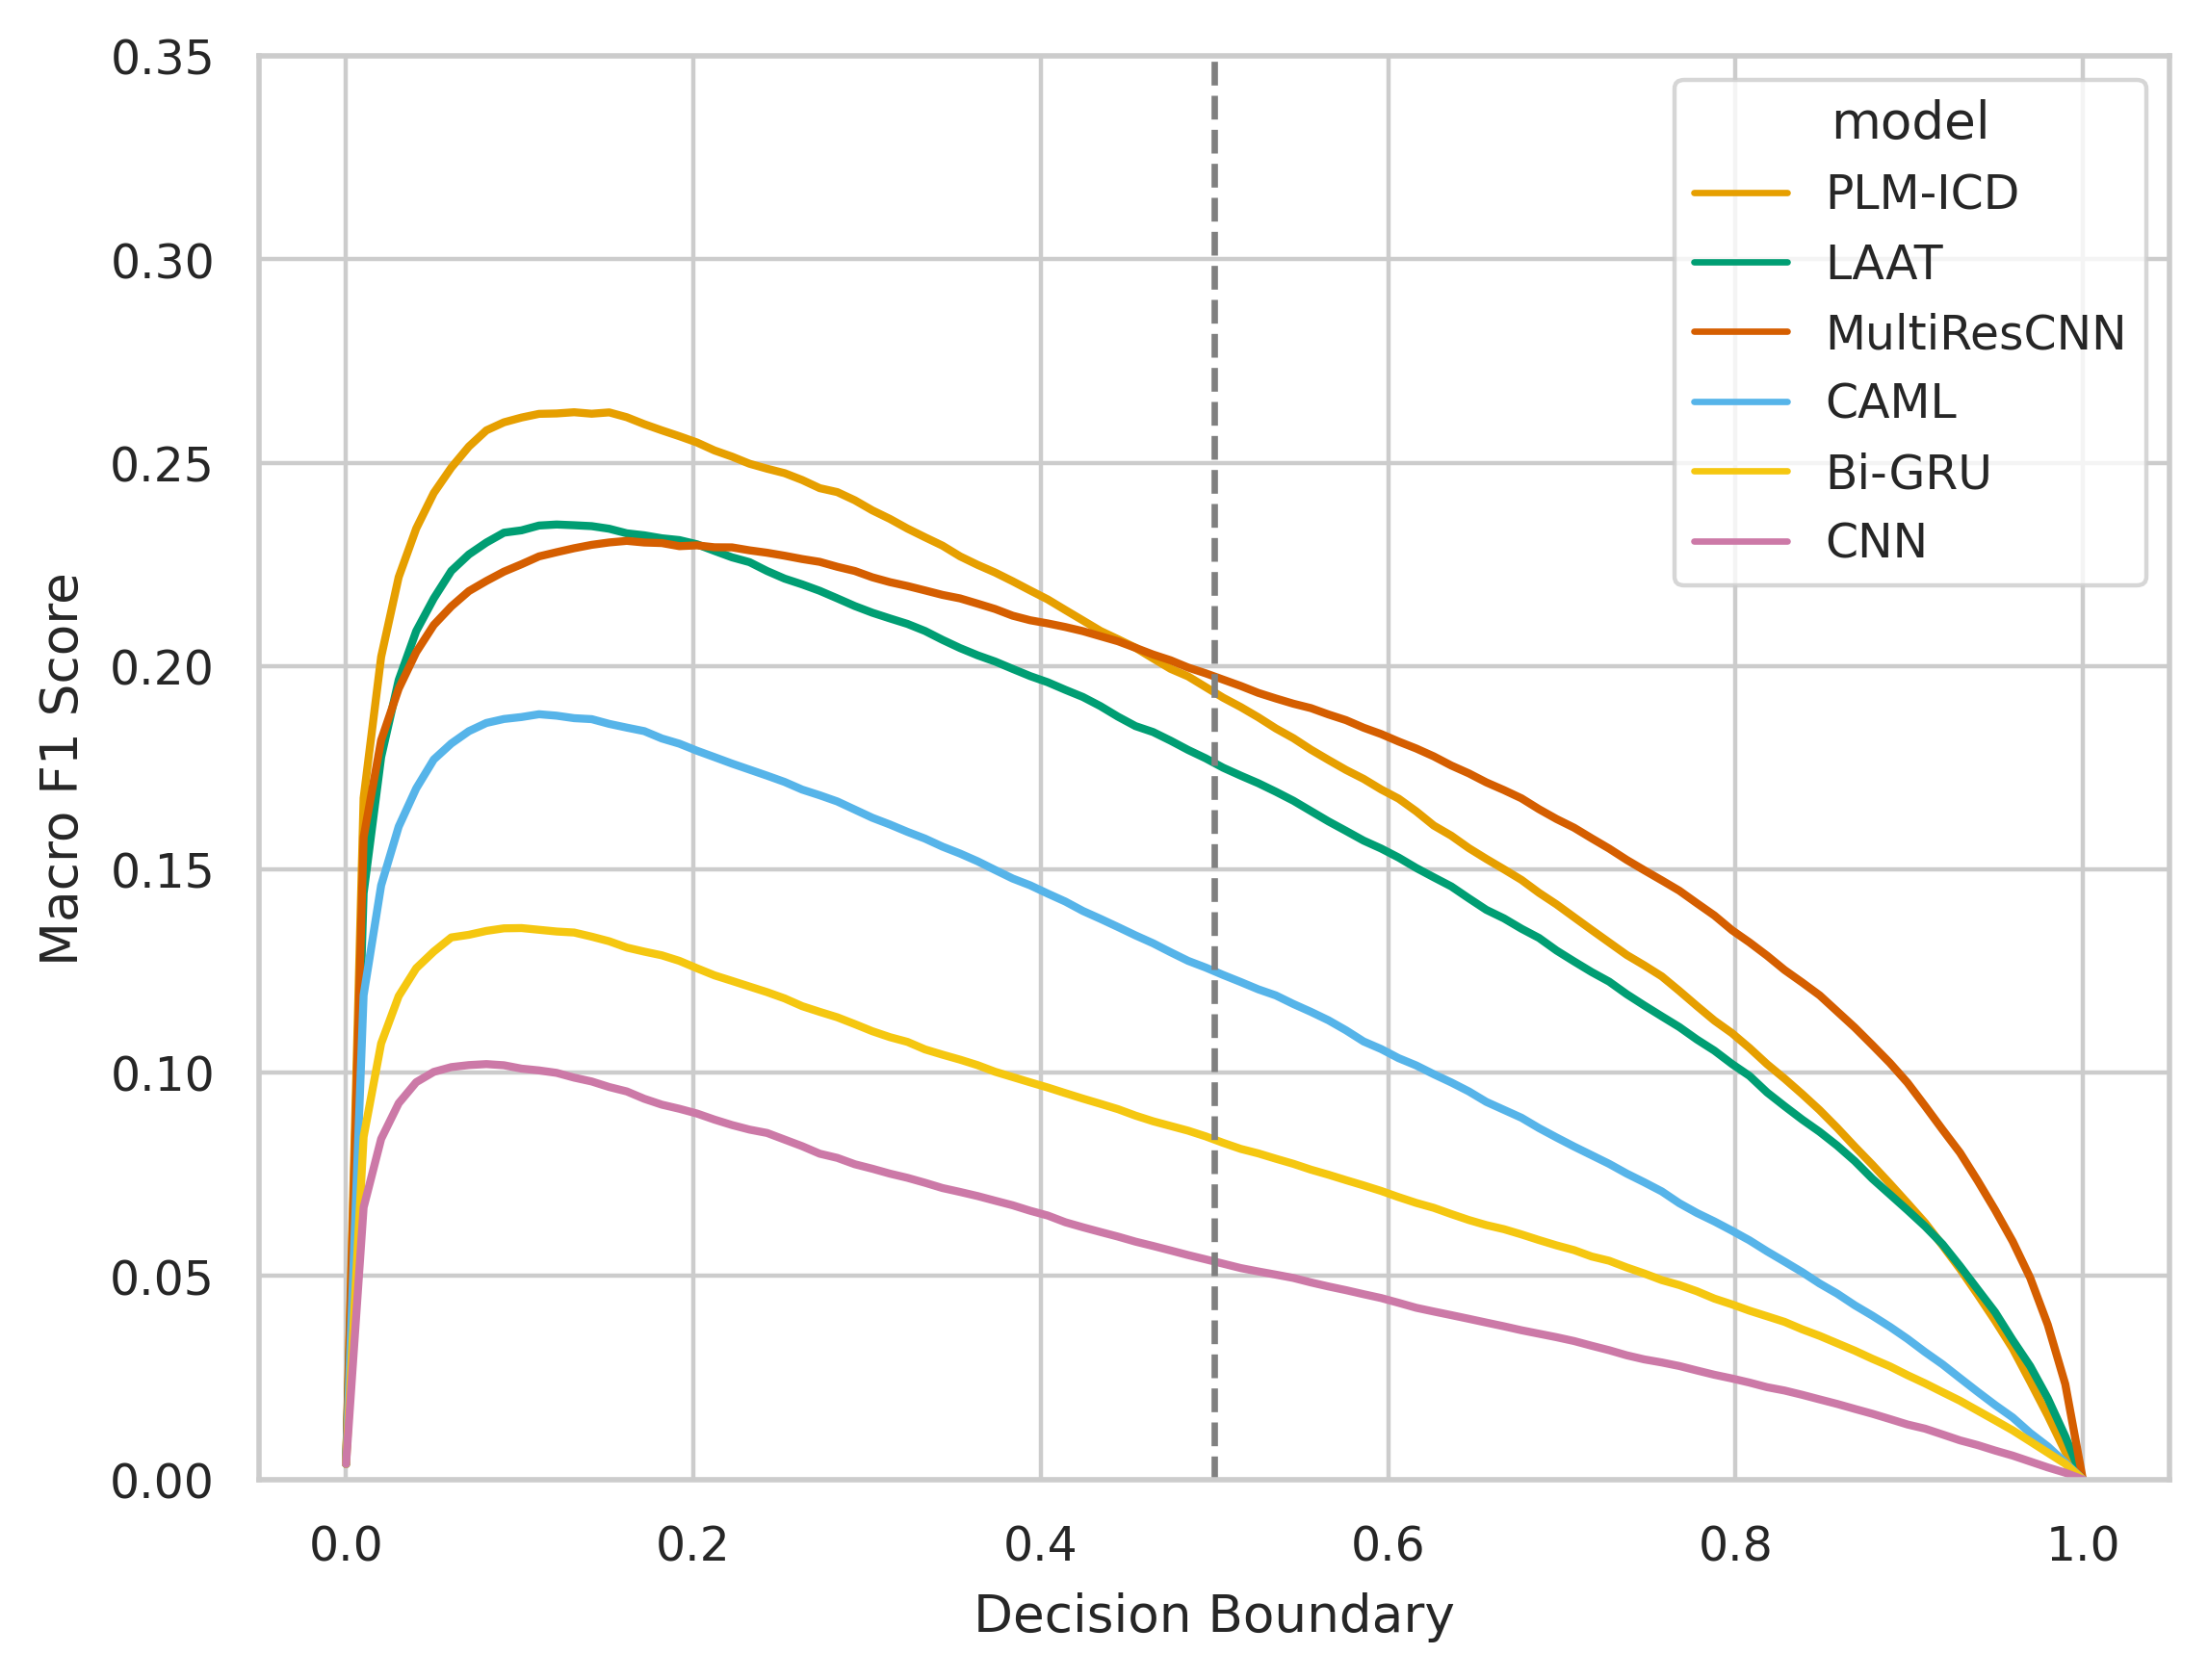 0.35
0.30
0.25
0.20
0.15
0.10
0.05
0.00
Macro F1 Score
0.0 0.2 0.4 0.6 0.8 1.0
Decision Boundary
model
PLM-ICD
LAAT
MultiResCNN
CAML
Bi-GRU
CNN